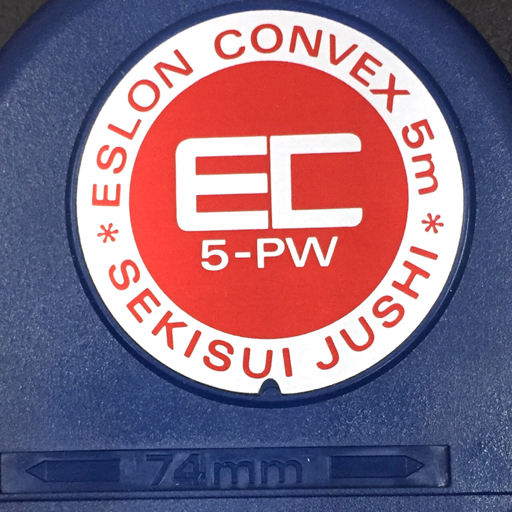 ESLON CONVEX 5m
EC
5-PW
* SEKISUI JUSHI *
74mm